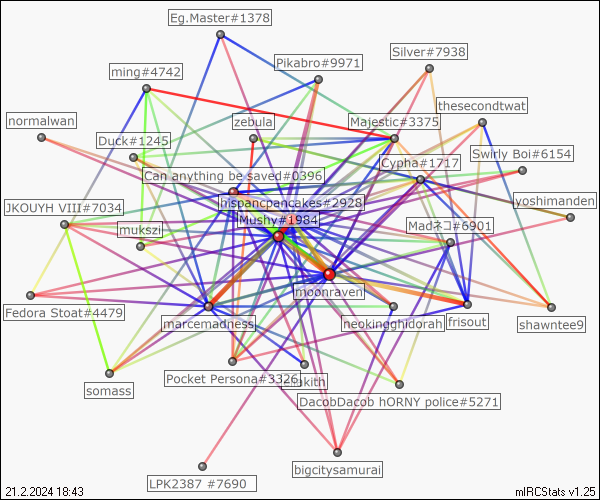 Eg.Master#1378
Silver#7938
Pikabro#9971
ming#4742
thesecondtwat
normalwan
zebula
Majestic#3375
Duck#1245
Swirly Boi#6154
Cypha#1717
Can anything be saved#0396
yoshimanden
hispancpancakes#2928
JKOUYH VIII#7034
Mushy#1984
Madネコ#6901
mukszi
moonraven
Fedora Stoat#4479
marcemadness
neokingghidorah
frisout
shawntee9
Pocket Persona#3326
somass
DacobDacob hORNY police#5271
bigcitysamurai
LPK2387 #7690
21.2.2024 18:43
mIRCStats v1.25